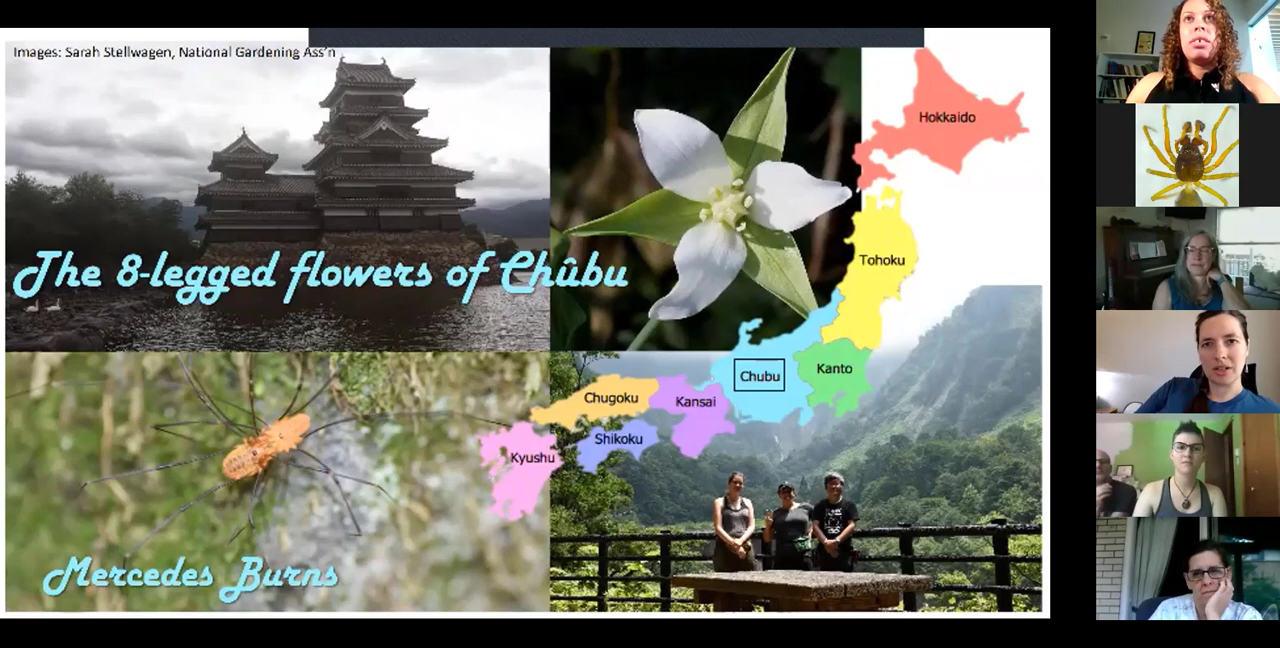 Images: Sarah Stellwagen, National Gardening Ass'n
The 8-legged flowers of Chûbu
Hokkaido
Tohoku
Kanto
Chubu
Chugoku
Kansai
Shikoku
Kyushu
Mercedes Burns